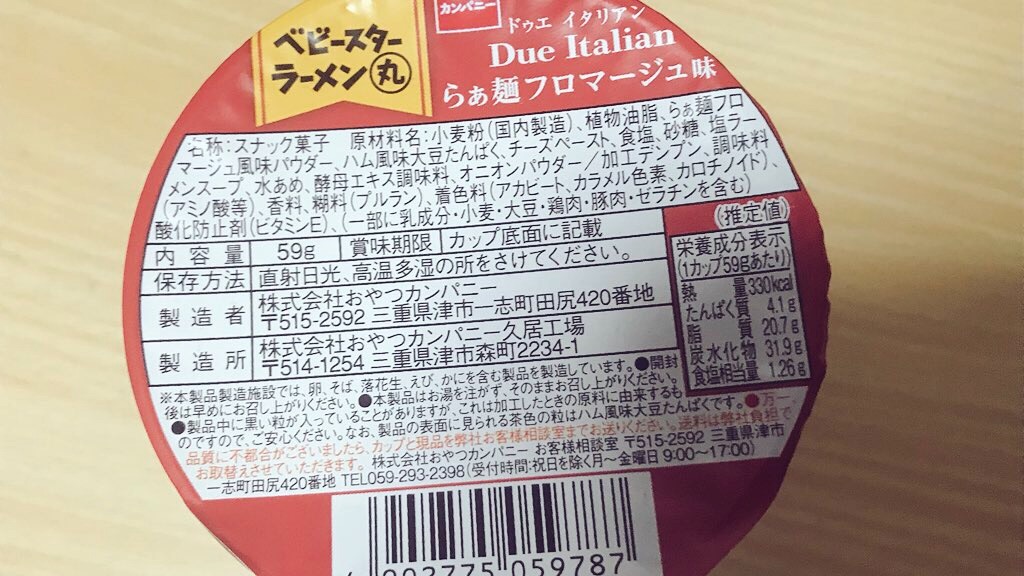 カンパニー
ベビースター
ラーメン丸
ドゥエ イタリアン
Due Italian
らぁ麺フロマージュ味
名称:スナック菓子 原材料名:小麦粉(国内製造)、植物油脂、らぁ麺フロ
マージュ風味パウダー、ハム風味大豆たんぱく、チーズペースト、食塩、砂糖、塩ラー
メンスープ、水あめ、酵母エキス調味料、オニオンパウダー/加工デンプン、調味料
(アミノ酸等)、香料、糊料(プルラン)、着色料(アカビート、カラメル色素、カロチノイド)、
酸化防止剤(ビタミンE)、(一部に乳成分・小麦・大豆・鶏肉・豚肉・ゼラチンを含む)
内容量 59g 賞味期限 カップ底面に記載
保存方法 直射日光、高温多湿の所をさけてください。
製造者 株式会社おやつカンパニー
〒515-2592 三重県津市一志町田尻420番地
製造所 株式会社おやつカンパニー久居工場
〒514-1254 三重県津市森町2234-1
(推定値)
栄養成分表示
(1カップ59gあたり)
熱量 330kcal
たんぱく質 4.1g
脂質 20.7g
炭水化物 31.9g
食塩相当量 1.26g
※本製品製造施設では、卵、そば、落花生、えび、かにを含む製品を製造しています。●開封
後は早めにお召し上がりください。●本製品はお湯を注がず、そのままお召し上がりください。
●製品中に黒い粒が入っていることがありますが、これは加工したときの原料に由来するも
のですので、ご安心ください。なお、製品の表面に見られる茶色の粒はハム風味大豆たんぱくです。●万一
品質に不都合がございましたら、カップと現品を弊社お客様相談室までお送りください。送料は弊社負担で
お取替えさせていただきます。株式会社おやつカンパニー お客様相談室 〒515-2592 三重県津市
一志町田尻420番地 TEL059-293-2398(受付時間:祝日を除く月〜金曜日 9:00〜17:00)
4 902775 059787